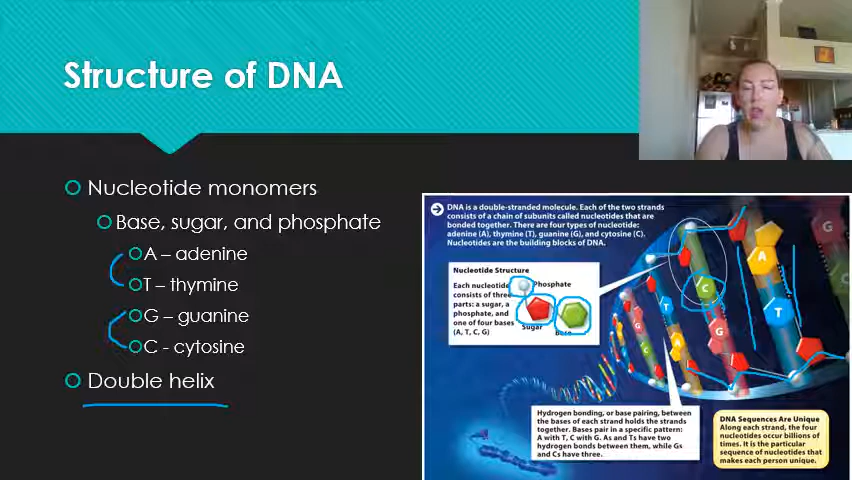 Structure of DNA
Nucleotide monomers
Base, sugar, and phosphate
A – adenine
T – thymine
G – guanine
C - cytosine
Double helix
DNA is a double-stranded molecule. Each of the two strands
consists of a chain of subunits called nucleotides that are
bonded together. There are four types of nucleotide:
adenine (A), thymine (T), guanine (G), and cytosine (C).
Nucleotides are the building blocks of DNA.
Nucleotide Structure
Each nucleotide
consists of three
parts: a sugar, a
phosphate, and
one of four bases
(A, T, C, G)
Phosphate
Sugar
Base
G
A
C
T
T
G
G
A
C
Hydrogen bonding, or base pairing, between
the bases of each strand holds the strands
together. Bases pair in a specific pattern:
A with T, C with G. As and Ts have two
hydrogen bonds between them, while Gs
and Cs have three.
DNA Sequences Are Unique
Along each strand, the four
nucleotides occur billions of
times. It is the particular
sequence of nucleotides that
makes each person unique.